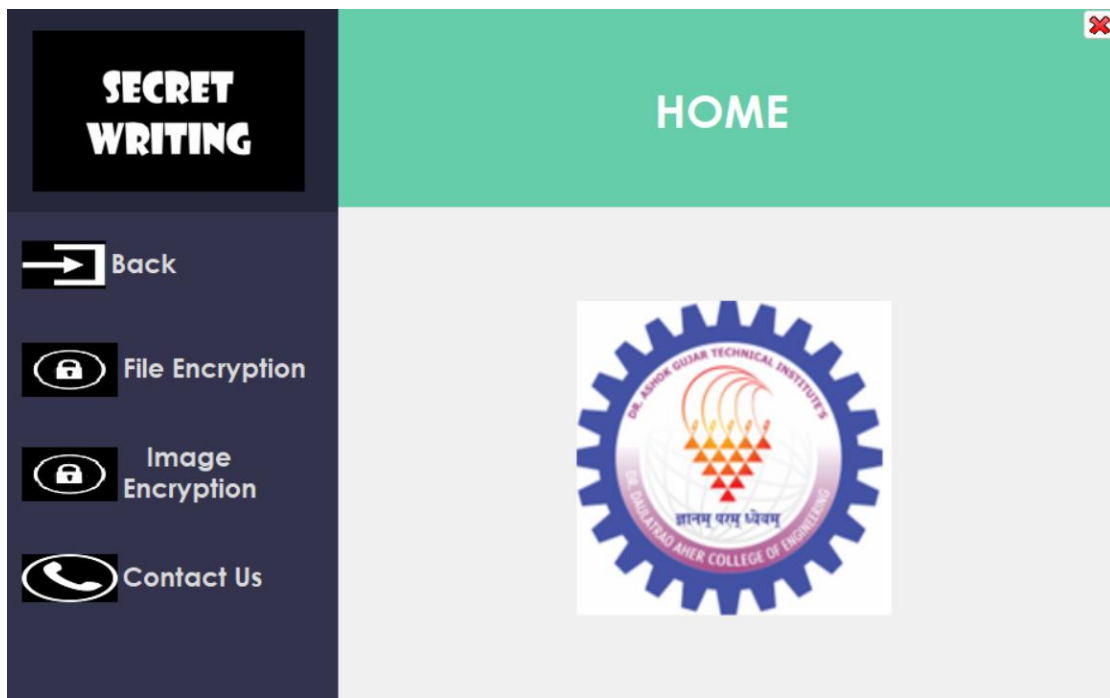 SECRET
WRITING
HOME
Back
File Encryption
Image
Encryption
Contact Us
DR. ASHOK GUJAR TECHNICAL INSTITUTE'S
ज्ञानम् परम् ध्येयम्
DR. DAULATRAO AHER COLLEGE OF ENGINEERING